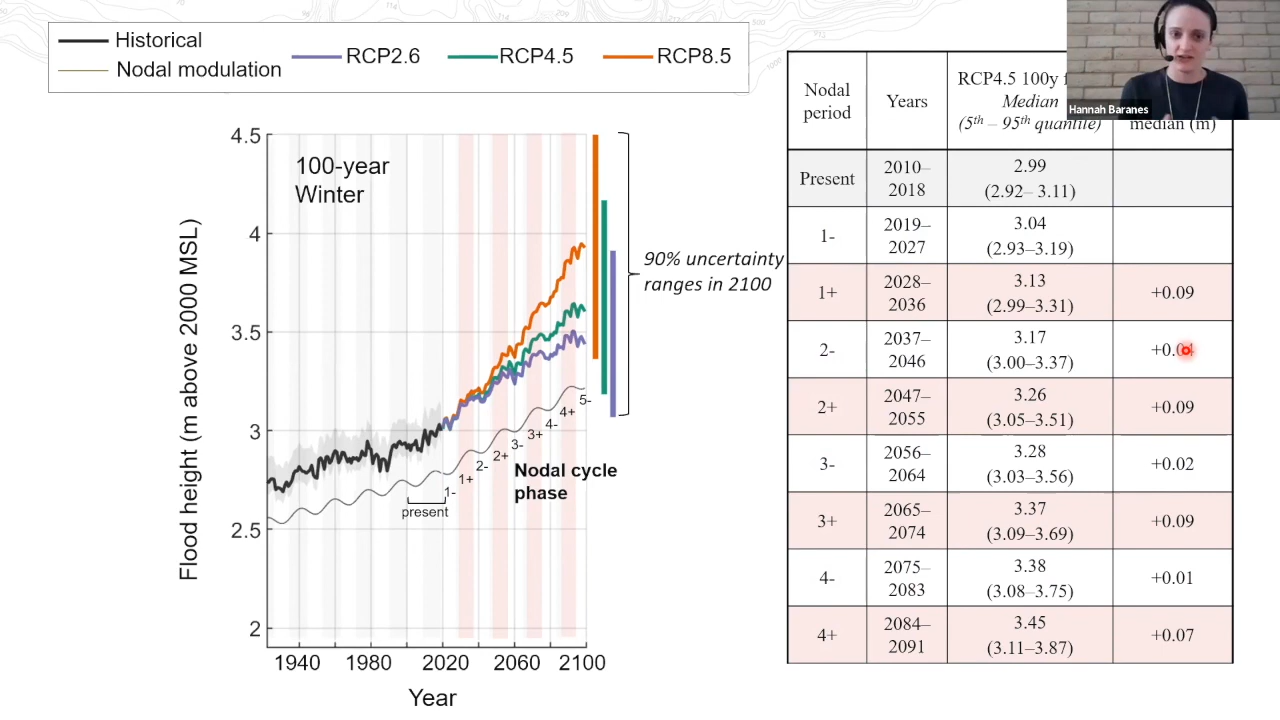 Historical
Nodal modulation
RCP2.6
RCP4.5
RCP8.5
4.5
4
3.5
3
2.5
2
Flood height (m above 2000 MSL)
100-year
Winter
90% uncertainty
ranges in 2100
1-
1+
2-
2+
3-
3+
4-
4+
5-
Nodal cycle
phase
present
1940 1980 2020 2060 2100
Year
Nodal
period
Years
RCP4.5 100y
Median
(5th – 95th quantile)
median (m)
Hannah Baranes
Present
2010–
2018
2.99
(2.92– 3.11)
1-
2019–
2027
3.04
(2.93–3.19)
1+
2028–
2036
3.13
(2.99–3.31)
+0.09
2-
2037–
2046
3.17
(3.00–3.37)
+0.04
2+
2047–
2055
3.26
(3.05–3.51)
+0.09
3-
2056–
2064
3.28
(3.03–3.56)
+0.02
3+
2065–
2074
3.37
(3.09–3.69)
+0.09
4-
2075–
2083
3.38
(3.08–3.75)
+0.01
4+
2084–
2091
3.45
(3.11–3.87)
+0.07